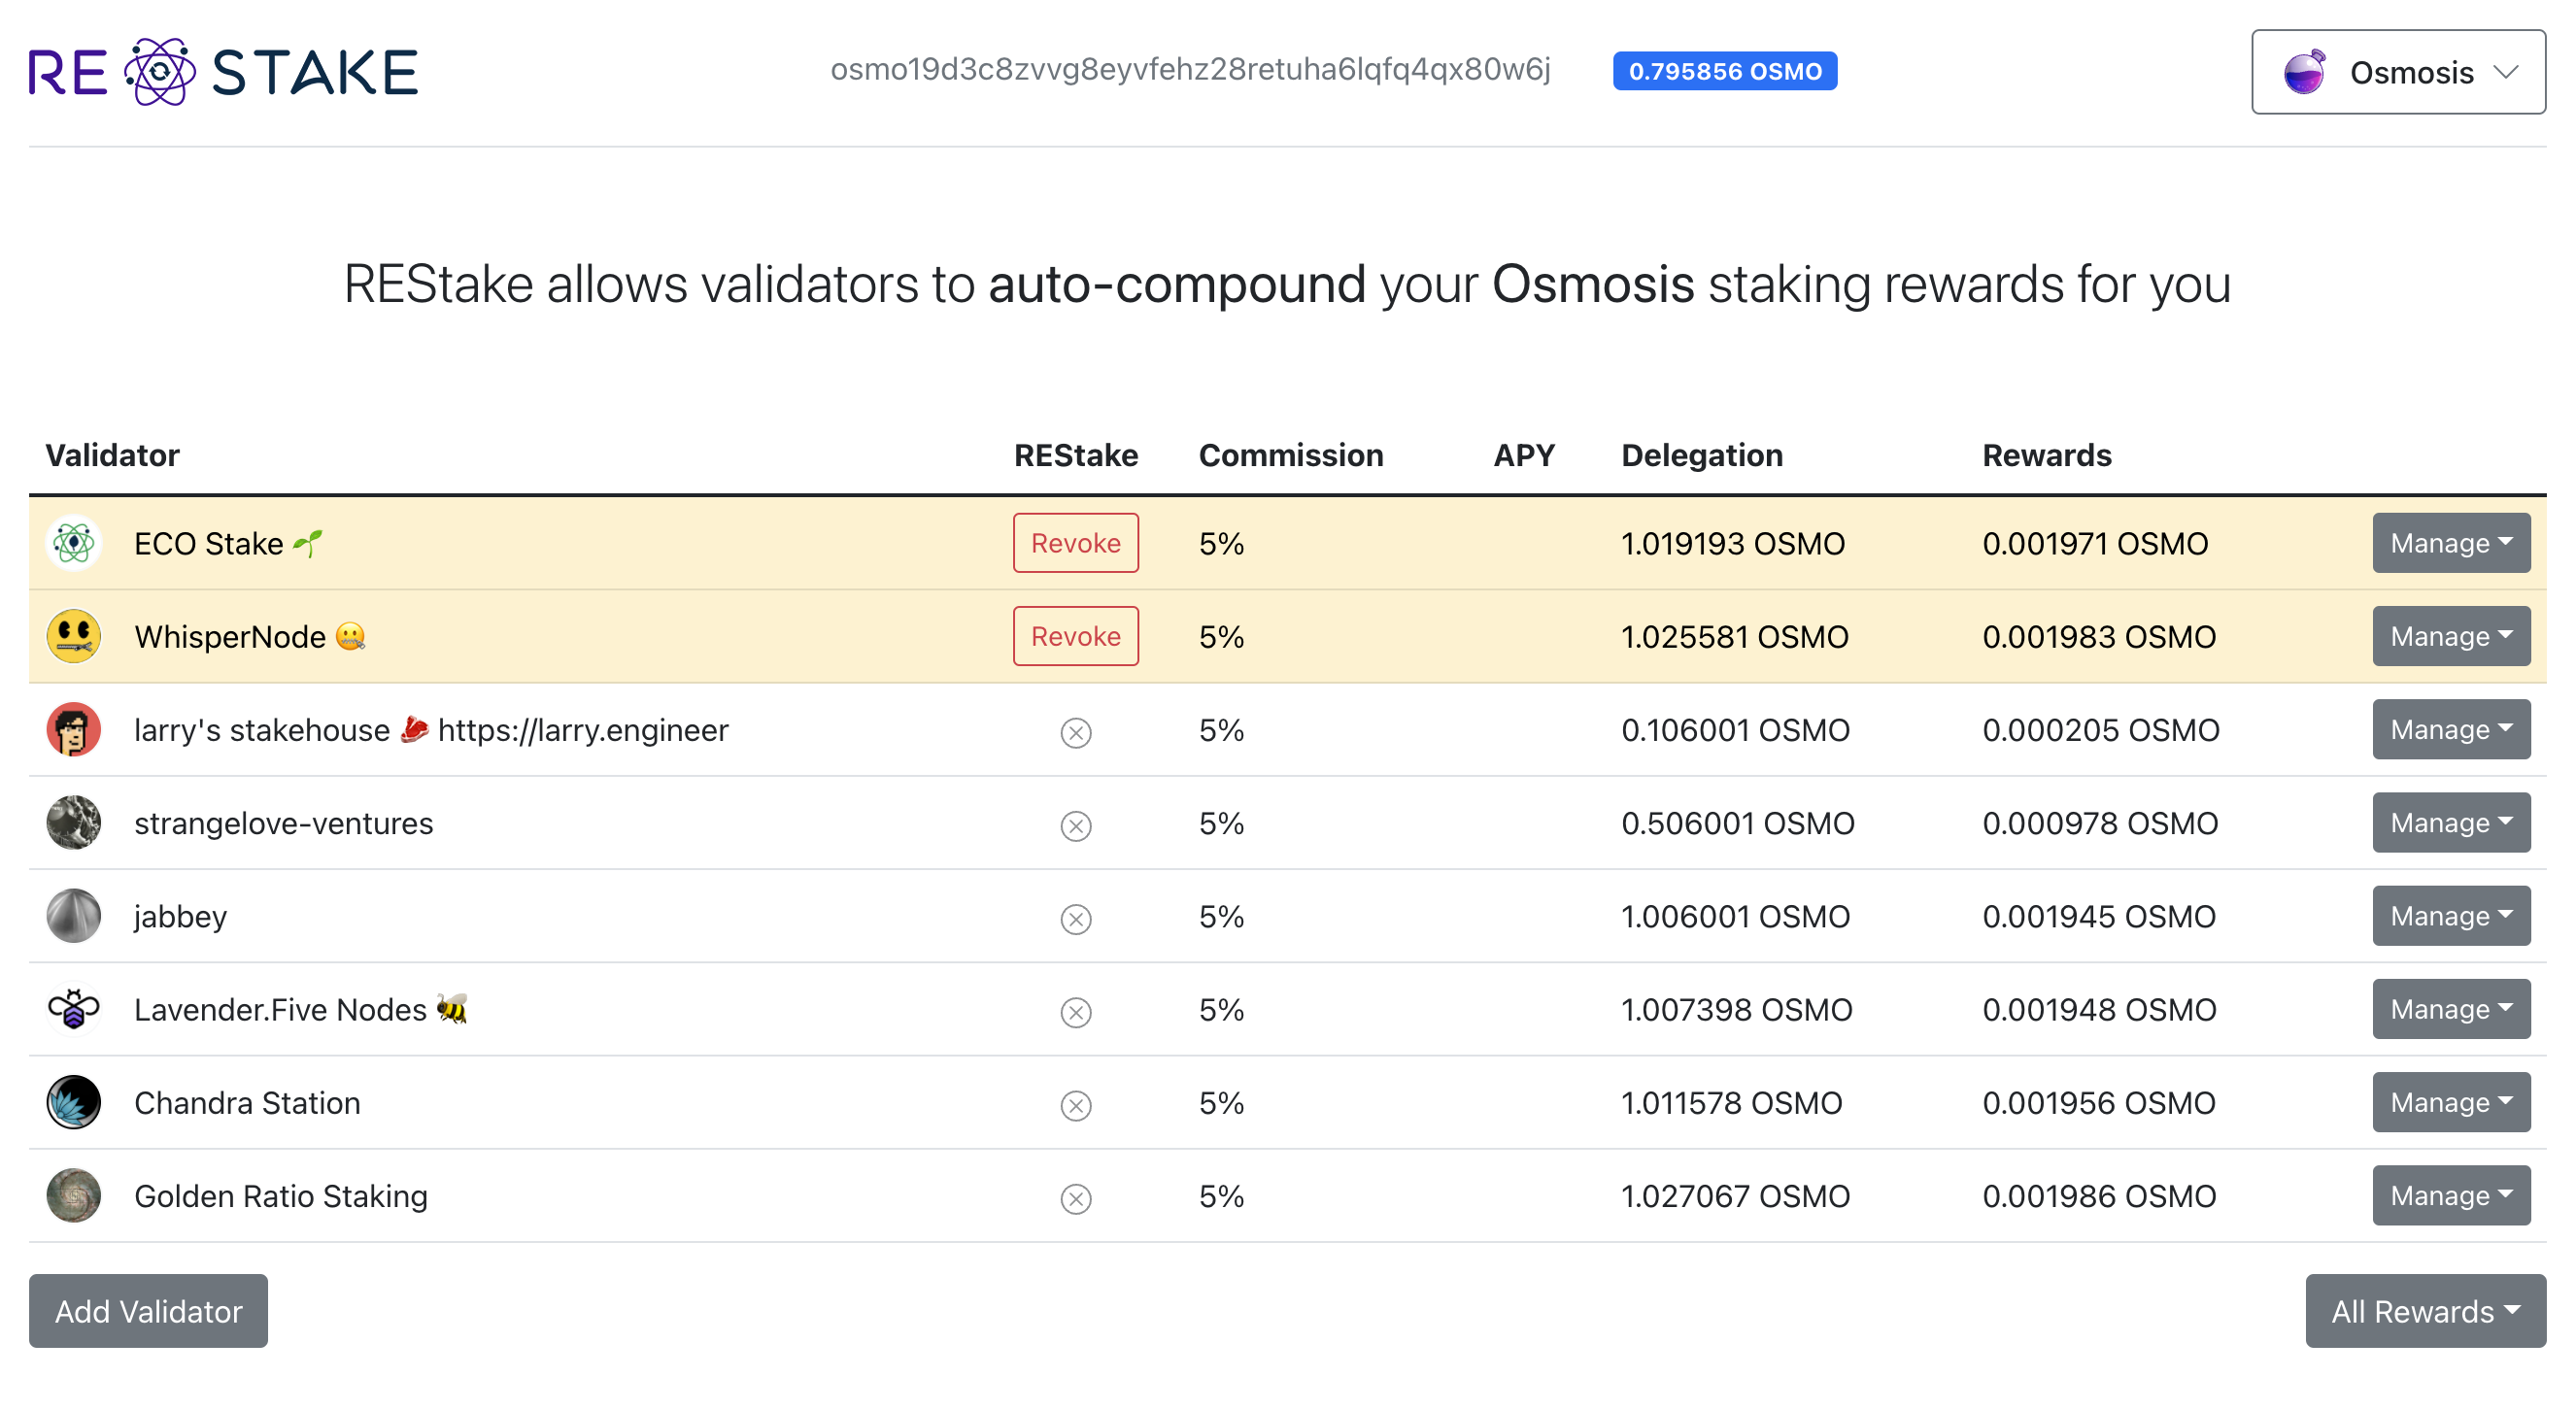 RE STAKE osmo19d3c8zvvg8eyvfehz28retuha6lqfq4qx80w6j 0.795856 OSMO Osmosis
REStake allows validators to auto-compound your Osmosis staking rewards for you
Validator REStake Commission APY Delegation Rewards
ECO Stake 🌱 Revoke 5% 1.019193 OSMO 0.001971 OSMO Manage
WhisperNode 🤐 Revoke 5% 1.025581 OSMO 0.001983 OSMO Manage
larry's stakehouse 🥩 https://larry.engineer 5% 0.106001 OSMO 0.000205 OSMO Manage
strangelove-ventures 5% 0.506001 OSMO 0.000978 OSMO Manage
jabbey 5% 1.006001 OSMO 0.001945 OSMO Manage
Lavender.Five Nodes 🐝 5% 1.007398 OSMO 0.001948 OSMO Manage
Chandra Station 5% 1.011578 OSMO 0.001956 OSMO Manage
Golden Ratio Staking 5% 1.027067 OSMO 0.001986 OSMO Manage
Add Validator All Rewards